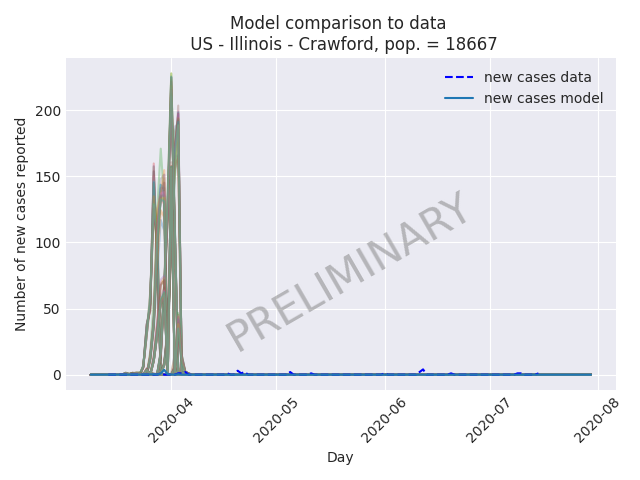 Model comparison to data
US - Illinois - Crawford, pop. = 18667
new cases data
new cases model
Number of new cases reported
200
150
100
50
0
PRELIMINARY
2020-04
2020-05
2020-06
2020-07
2020-08
Day